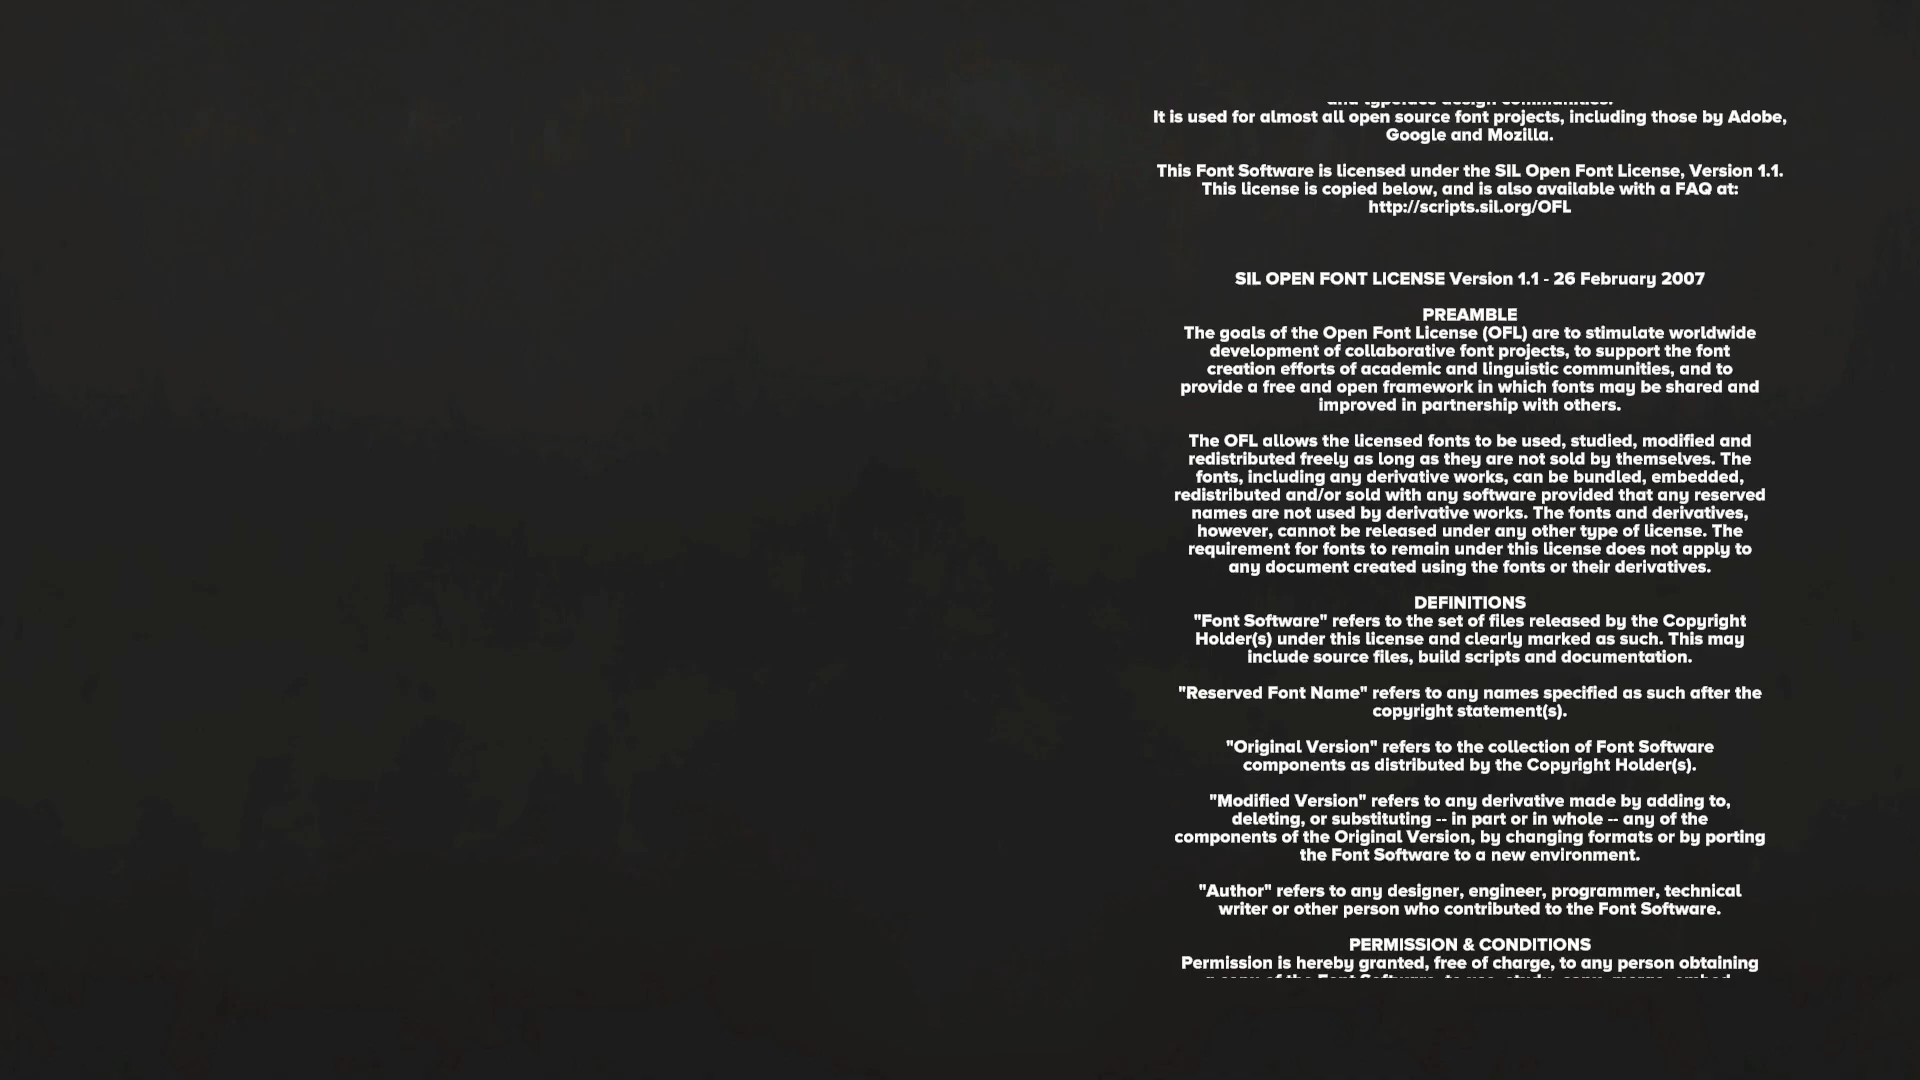 and typeface design communities.
It is used for almost all open source font projects, including those by Adobe,
Google and Mozilla.
This Font Software is licensed under the SIL Open Font License, Version 1.1.
This license is copied below, and is also available with a FAQ at:
http://scripts.sil.org/OFL
SIL OPEN FONT LICENSE Version 1.1 - 26 February 2007
PREAMBLE
The goals of the Open Font License (OFL) are to stimulate worldwide
development of collaborative font projects, to support the font
creation efforts of academic and linguistic communities, and to
provide a free and open framework in which fonts may be shared and
improved in partnership with others.
The OFL allows the licensed fonts to be used, studied, modified and
redistributed freely as long as they are not sold by themselves. The
fonts, including any derivative works, can be bundled, embedded,
redistributed and/or sold with any software provided that any reserved
names are not used by derivative works. The fonts and derivatives,
however, cannot be released under any other type of license. The
requirement for fonts to remain under this license does not apply to
any document created using the fonts or their derivatives.
DEFINITIONS
"Font Software" refers to the set of files released by the Copyright
Holder(s) under this license and clearly marked as such. This may
include source files, build scripts and documentation.
"Reserved Font Name" refers to any names specified as such after the
copyright statement(s).
"Original Version" refers to the collection of Font Software
components as distributed by the Copyright Holder(s).
"Modified Version" refers to any derivative made by adding to,
deleting, or substituting -- in part or in whole -- any of the
components of the Original Version, by changing formats or by porting
the Font Software to a new environment.
"Author" refers to any designer, engineer, programmer, technical
writer or other person who contributed to the Font Software.
PERMISSION & CONDITIONS
Permission is hereby granted, free of charge, to any person obtaining
a copy of the Font Software, to use, study, copy, merge, embed,